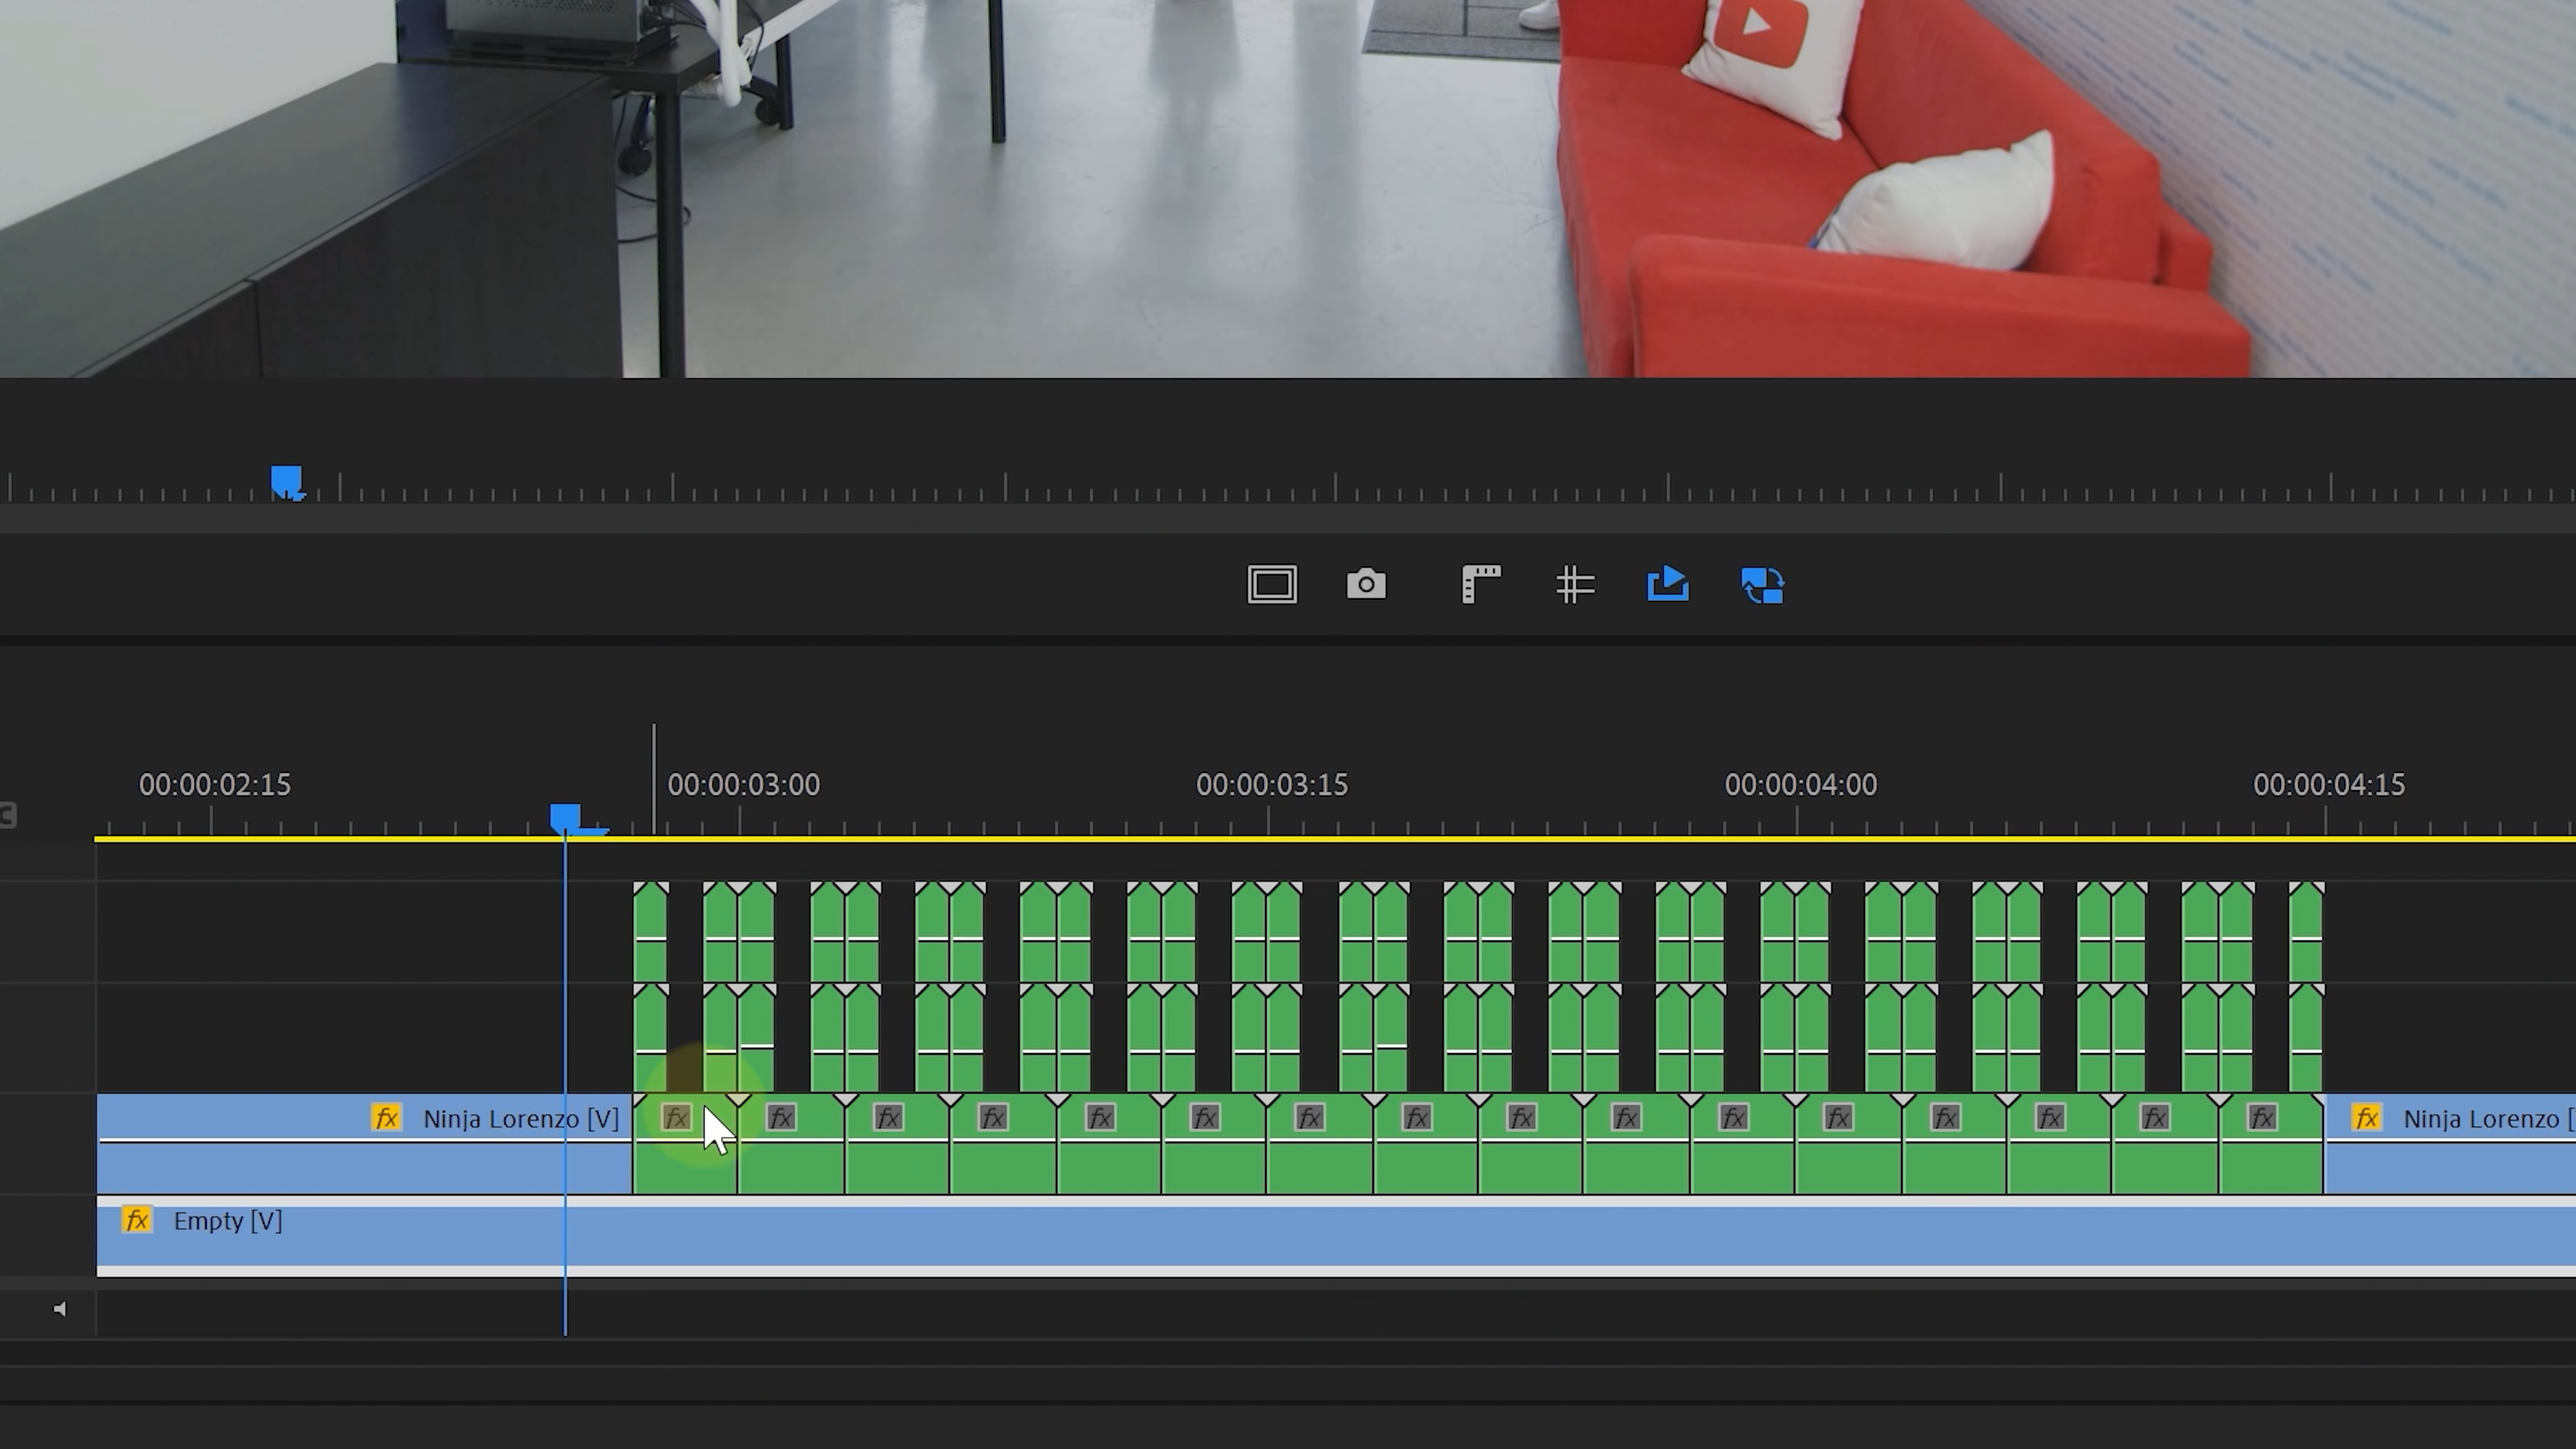 00:00:02:15 00:00:03:00 00:00:03:15 00:00:04:00 00:00:04:15
fx Ninja Lorenzo [V] fx fx fx fx fx fx fx fx fx fx fx fx fx fx fx fx fx Ninja Lorenzo [
fx Empty [V]